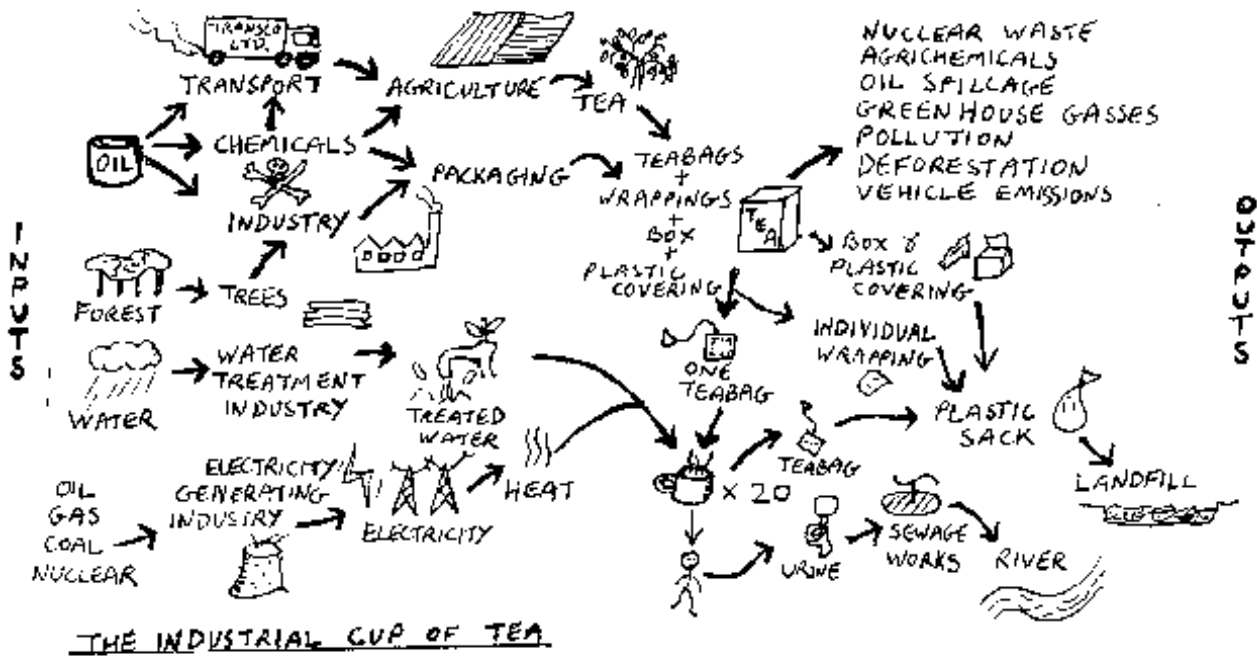 TRANSCO
LTD.
TRANSPORT
AGRICULTURE
TEA
NUCLEAR WASTE
AGRICHEMICALS
OIL SPILLAGE
GREENHOUSE GASSES
POLLUTION
DEFORESTATION
VEHICLE EMISSIONS
OIL
CHEMICALS
INDUSTRY
PACKAGING
TEABAGS
+
WRAPPINGS
+
BOX
+
PLASTIC
COVERING
TEA
BOX &
PLASTIC
COVERING
INPUTS
OUTPUTS
FOREST
TREES
INDIVIDUAL
WRAPPING
ONE
TEABAG
WATER
WATER
TREATMENT
INDUSTRY
TREATED
WATER
PLASTIC
SACK
TEABAG
LANDFILL
OIL
GAS
COAL
NUCLEAR
ELECTRICITY
GENERATING
INDUSTRY
ELECTRICITY
HEAT
× 20
URINE
SEWAGE
WORKS
RIVER
THE INDUSTRIAL CUP OF TEA